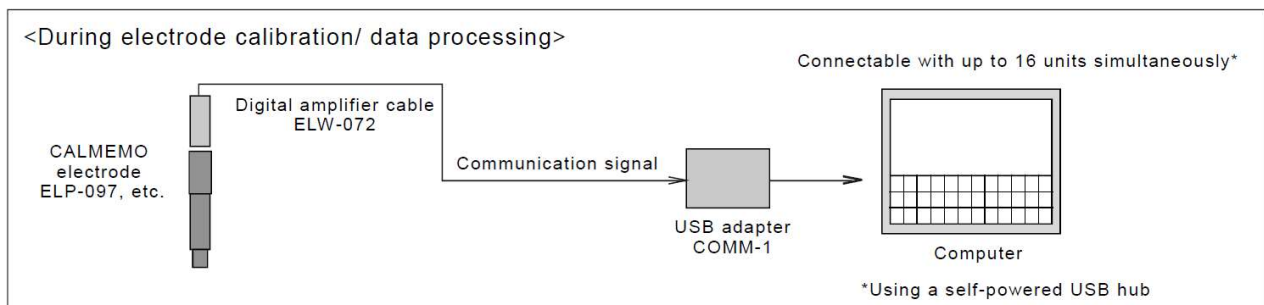 <During electrode calibration/ data processing>
Connectable with up to 16 units simultaneously*
Digital amplifier cable
ELW-072
CALMEMO
electrode
ELP-097, etc.
Communication signal
USB adapter
COMM-1
Computer
*Using a self-powered USB hub